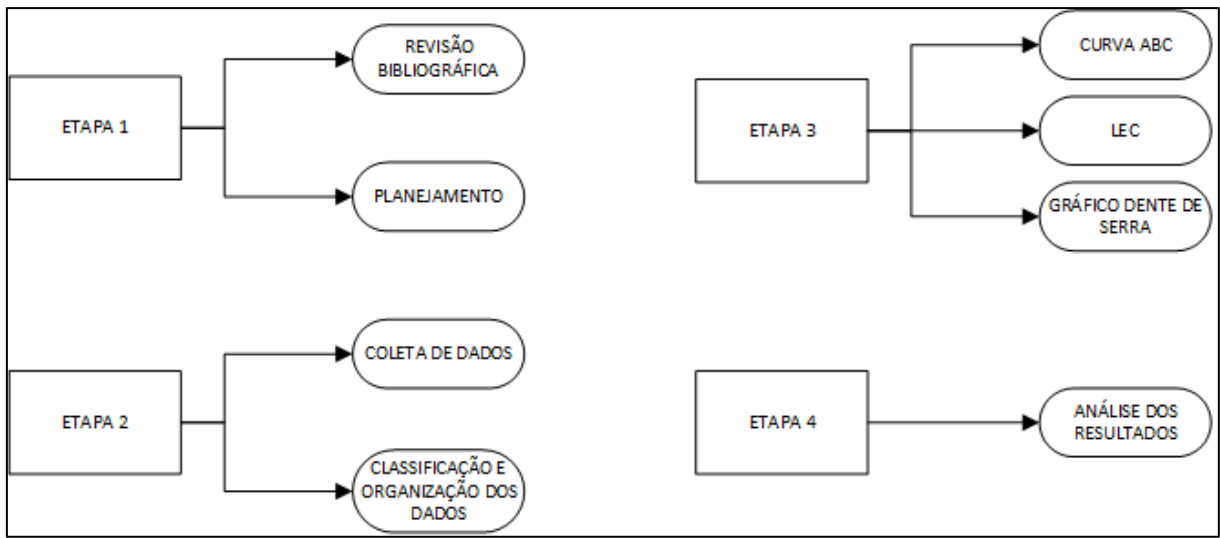 ETAPA 1
REVISÃO
BIBLIOGRÁFICA
PLANEJAMENTO
ETAPA 2
COLETA DE DADOS
CLASSIFICAÇÃO E
ORGANIZAÇÃO DOS
DADOS
ETAPA 3
CURVA ABC
LEC
GRÁFICO DENTE DE
SERRA
ETAPA 4
ANÁLISE DOS
RESULTADOS